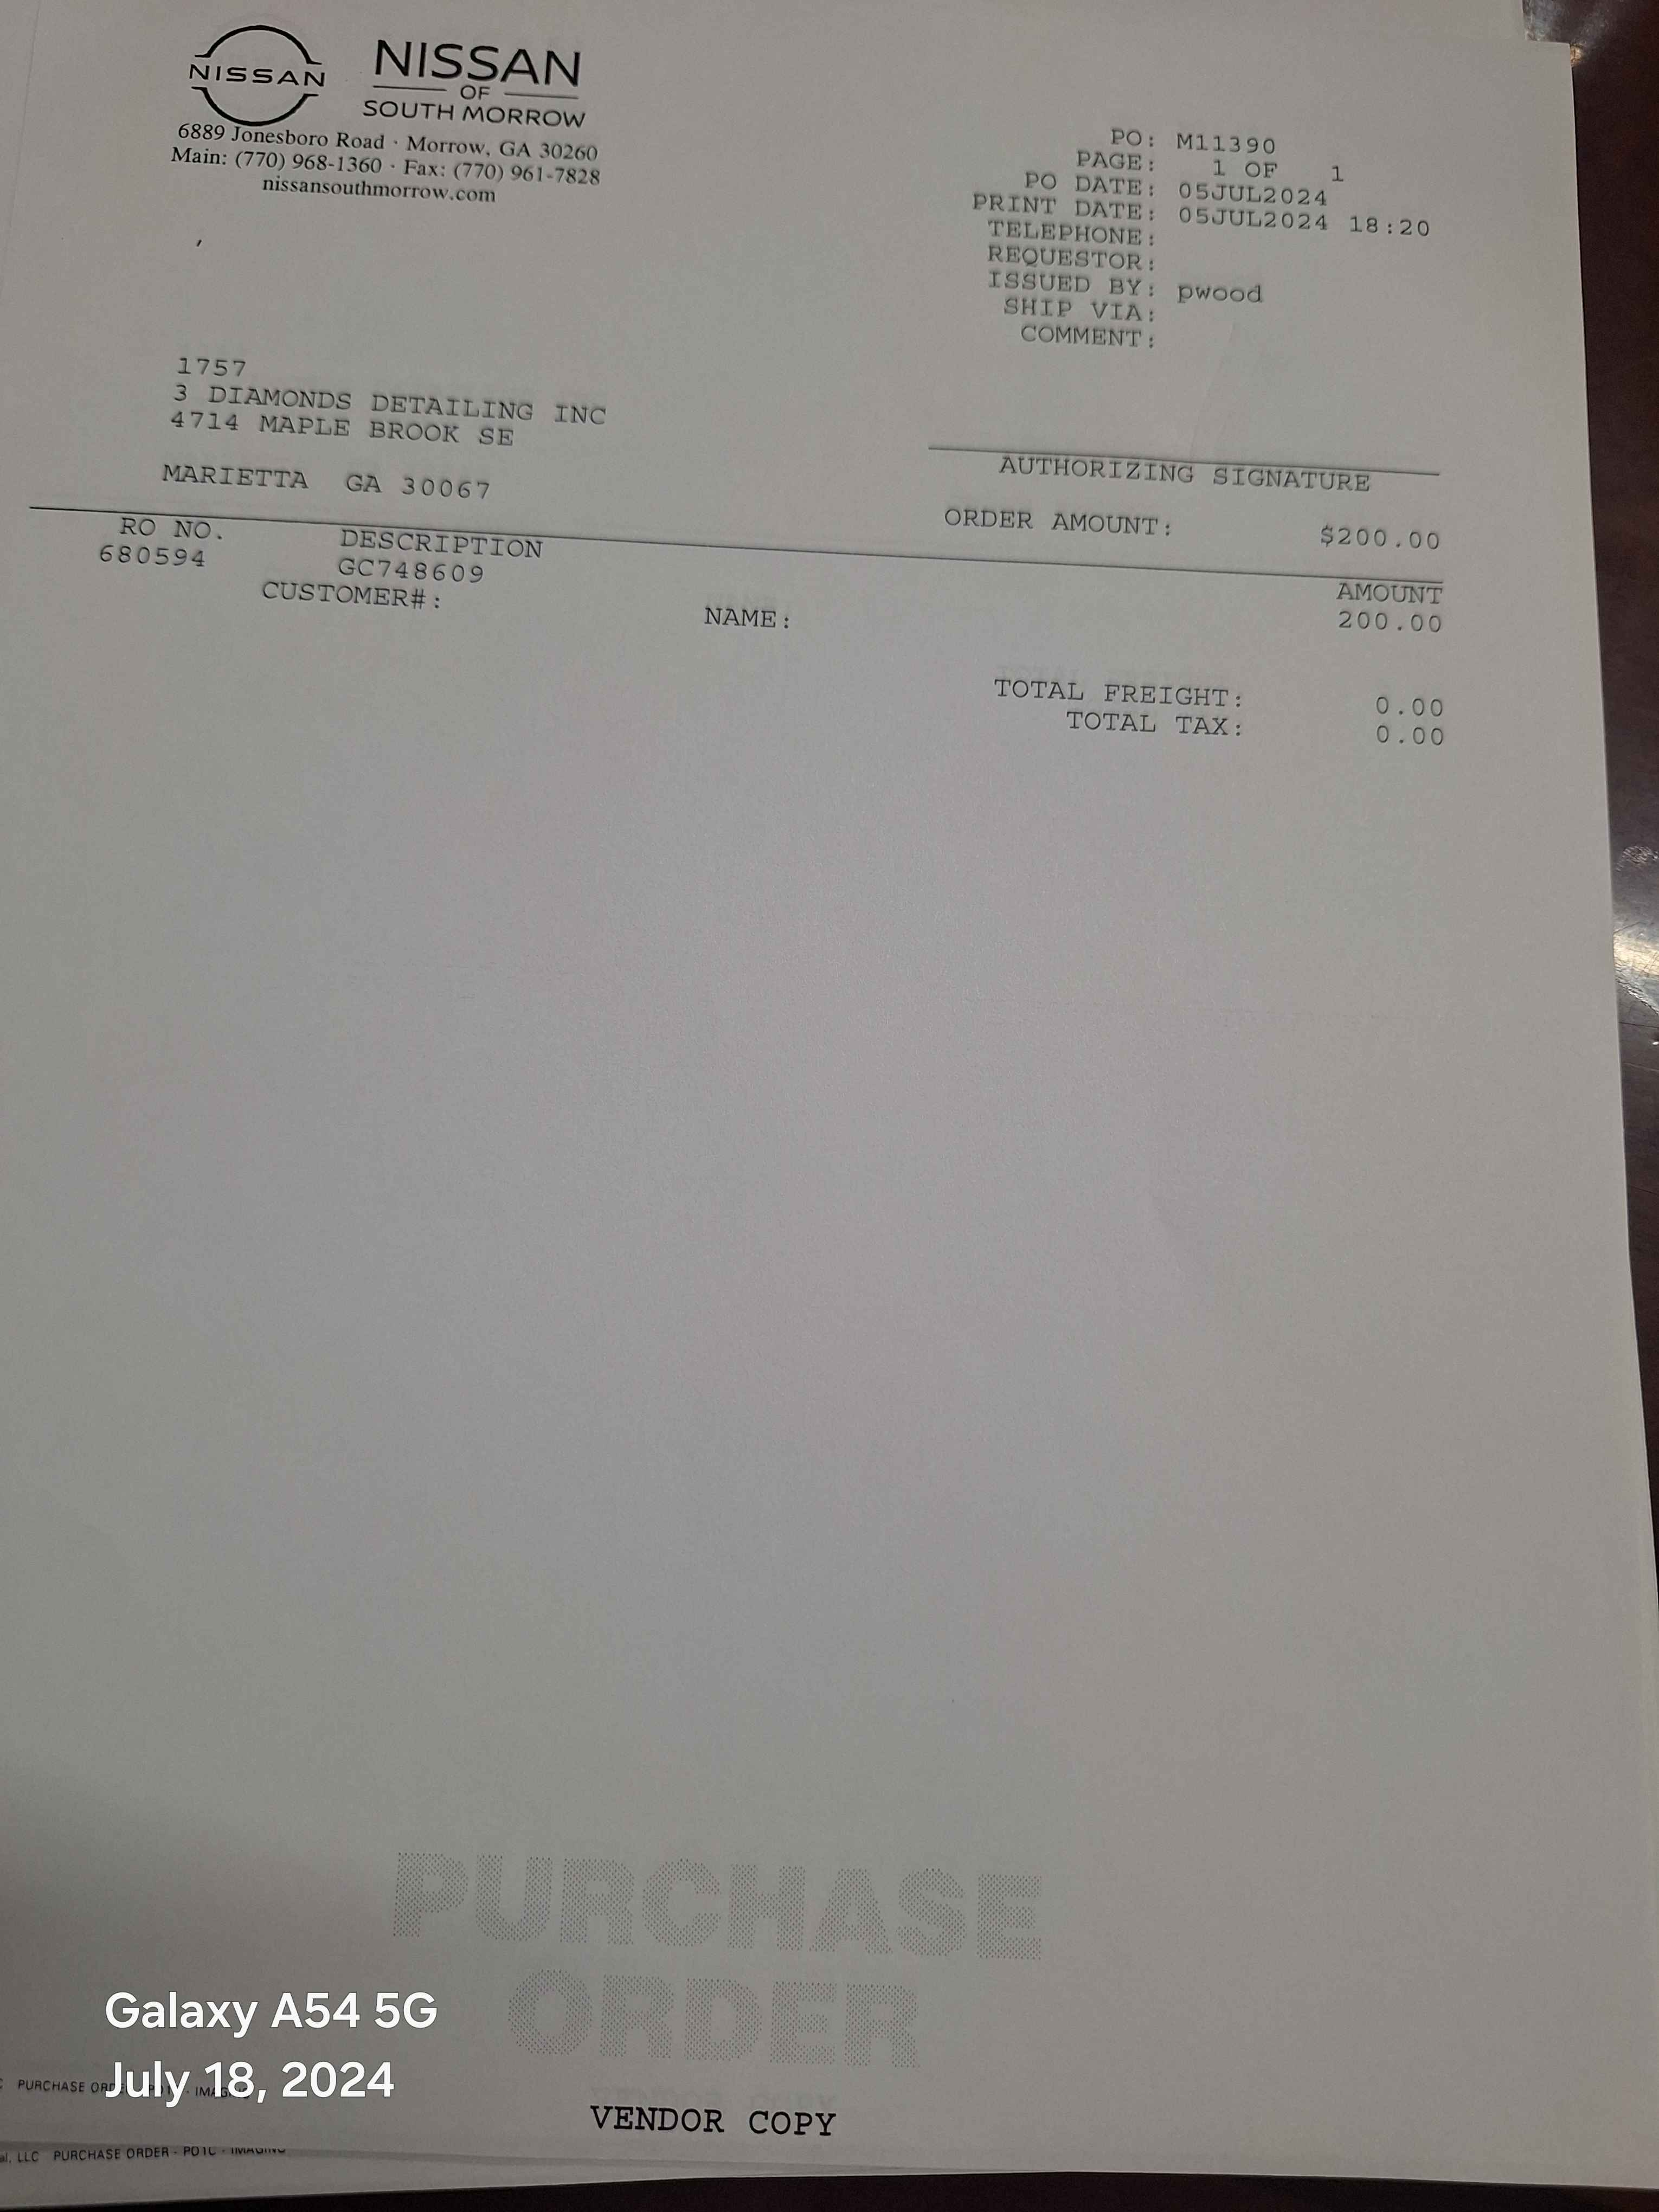 NISSAN
NISSAN
OF
SOUTH MORROW
6889 Jonesboro Road · Morrow, GA 30260
Main: (770) 968-1360 · Fax: (770) 961-7828
nissansouthmorrow.com
PO: M11390
PAGE: 1 OF 1
PO DATE: 05JUL2024
PRINT DATE: 05JUL2024 18:20
TELEPHONE:
REQUESTOR:
ISSUED BY: pwood
SHIP VIA:
COMMENT:
1757
3 DIAMONDS DETAILING INC
4714 MAPLE BROOK SE
MARIETTA GA 30067
AUTHORIZING SIGNATURE
ORDER AMOUNT: $200.00
RO NO. DESCRIPTION AMOUNT
680594 GC748609 200.00
CUSTOMER#: NAME:
TOTAL FREIGHT: 0.00
TOTAL TAX: 0.00
PURCHASE
ORDER
Galaxy A54 5G
July 18, 2024
PURCHASE
VENDOR COPY
LLC PURCHASE ORDER - PO1C - IMAGING